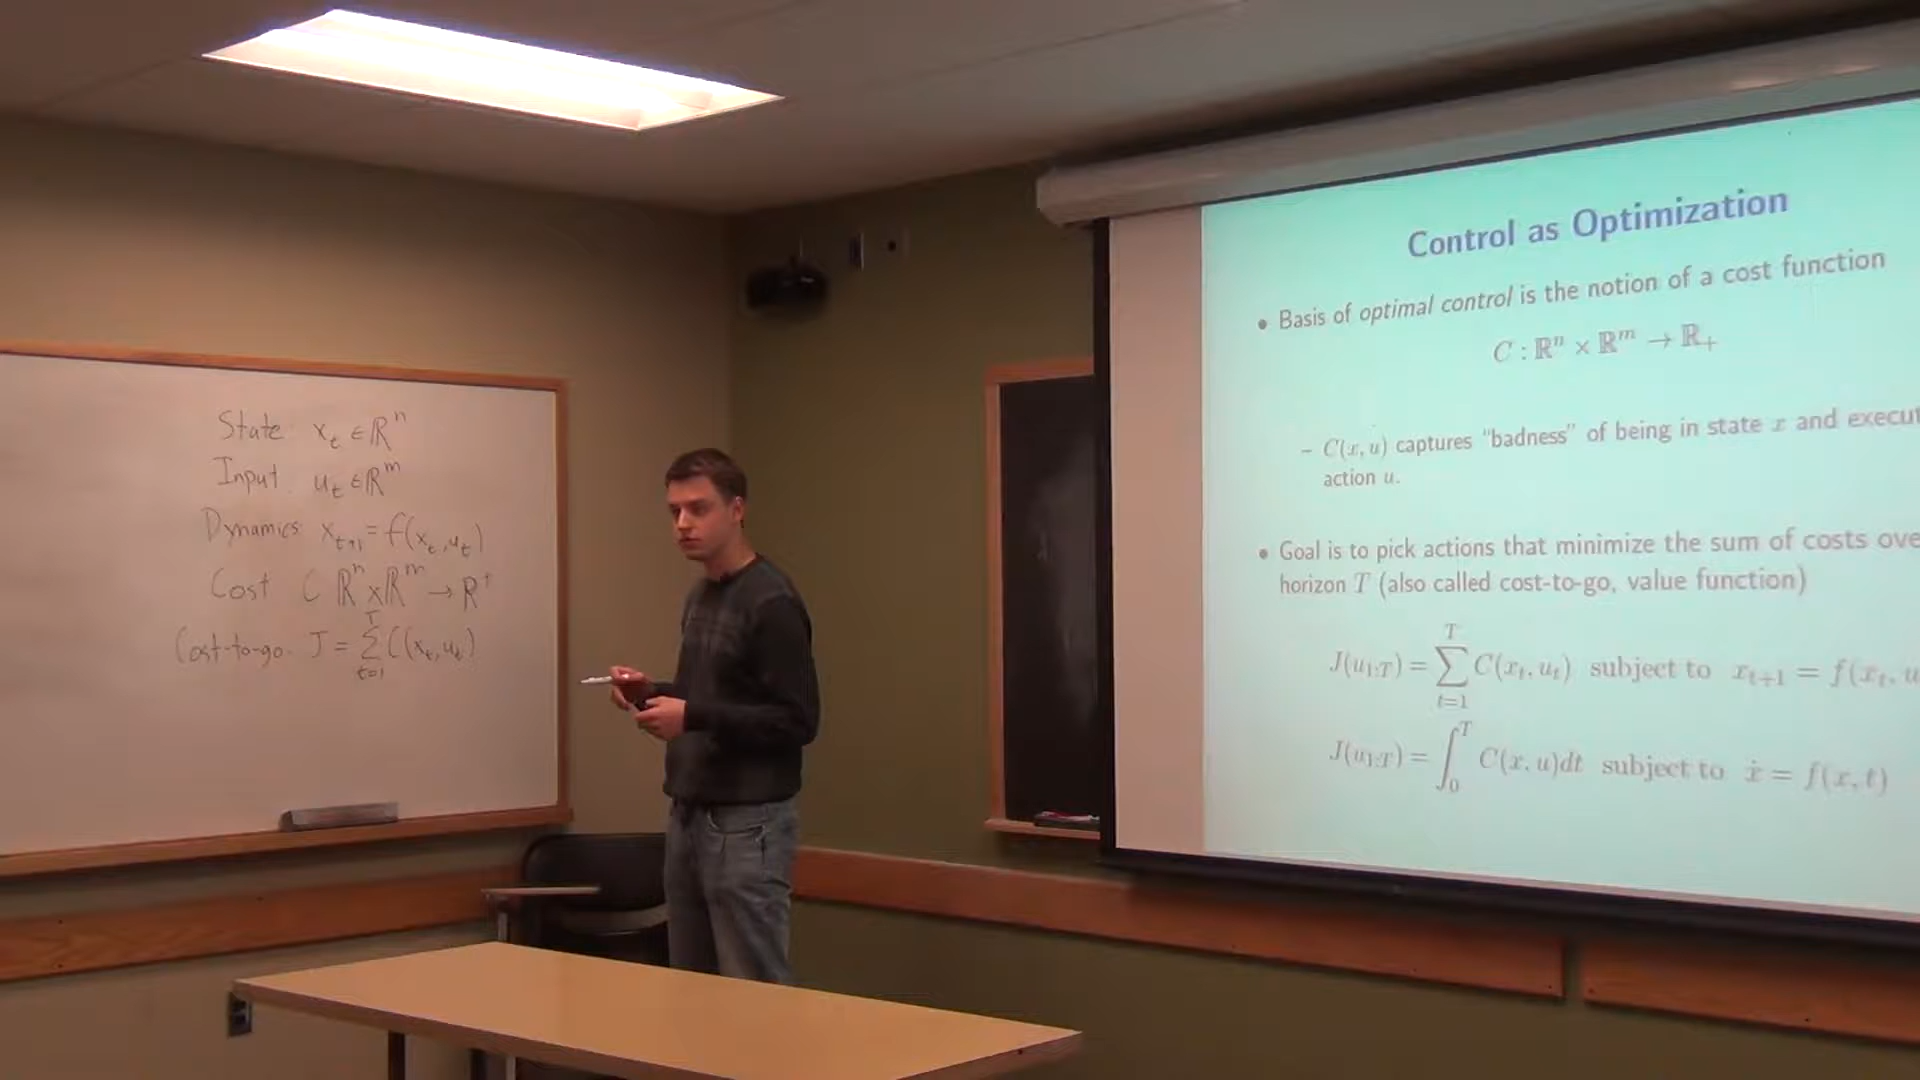 State: xₜ ∈ ℝⁿ
Input: uₜ ∈ ℝᵐ
Dynamics: xₜ₊₁ = f(xₜ, uₜ)
Cost C ℝⁿ × ℝᵐ → ℝ⁺
Cost-to-go: J = Σ_{t=1}^{T} C(xₜ, uₜ)
Control as Optimization
• Basis of optimal control is the notion of a cost function
C : ℝⁿ × ℝᵐ → ℝ₊
– C(x, u) captures "badness" of being in state x and execut
action u.
• Goal is to pick actions that minimize the sum of costs ove
horizon T (also called cost-to-go, value function)
J(u₁:T) = Σ_{t=1}^{T} C(xₜ, uₜ) subject to xₜ₊₁ = f(xₜ, u
J(u₁:T) = ∫₀ᵀ C(x, u)dt subject to ẋ = f(x, t)